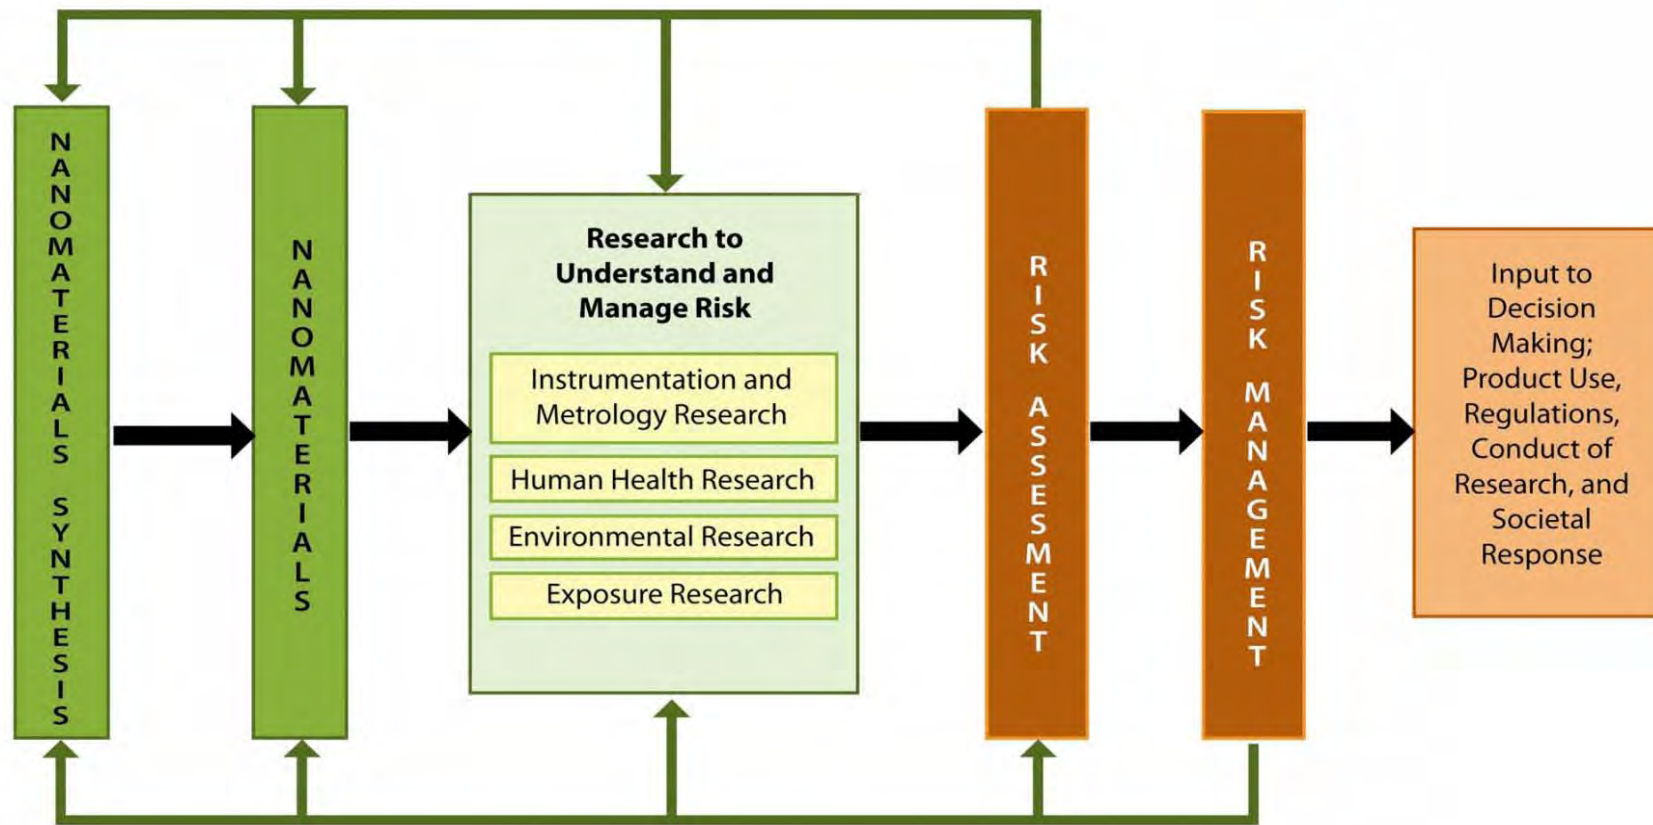 NANOMATERIALS SYNTHESIS
NANOMATERIALS
Research to
Understand and
Manage Risk
Instrumentation and
Metrology Research
Human Health Research
Environmental Research
Exposure Research
RISK ASSESMENT
RISK MANAGEMENT
Input to
Decision
Making;
Product Use,
Regulations,
Conduct of
Research, and
Societal
Response